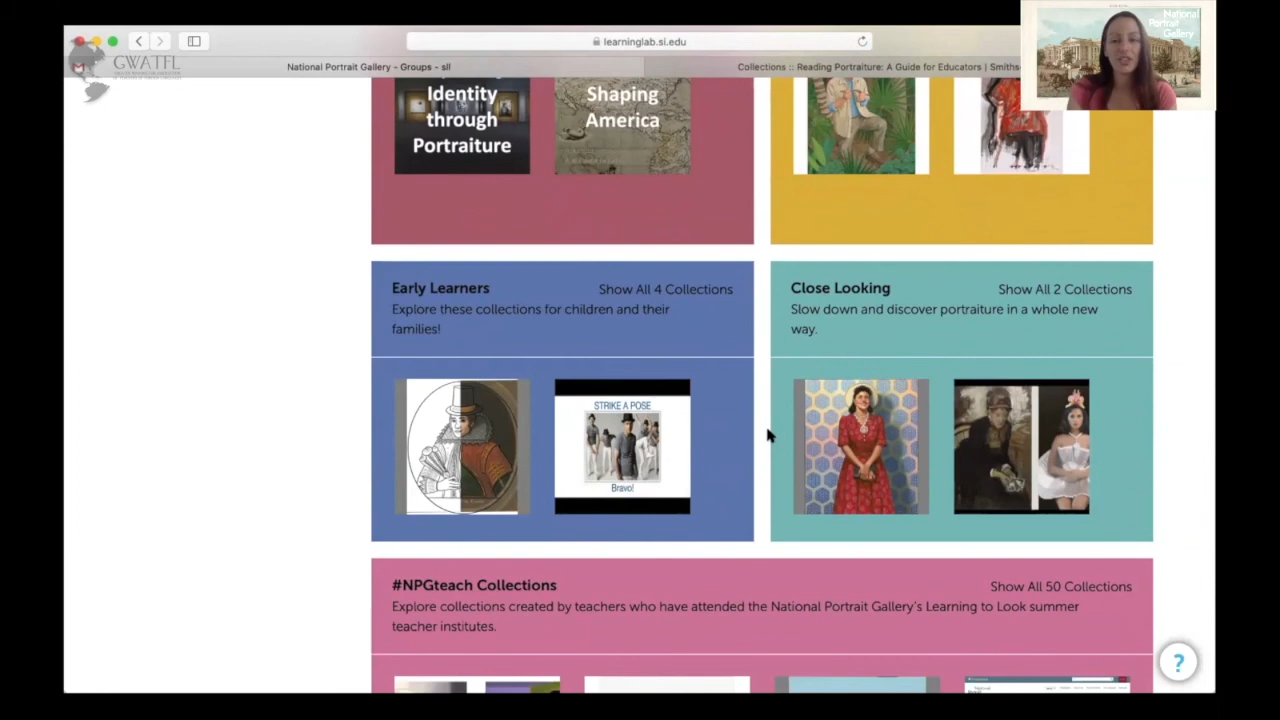 National
Portrait
Gallery
GWATFL
learninglab.si.edu
National Portrait Gallery - Groups - sll
Collections :: Reading Portraiture: A Guide for Educators | Smiths
Identity
through
Portraiture
Shaping
America
Early Learners
Show All 4 Collections
Explore these collections for children and their
families!
Close Looking
Show All 2 Collections
Slow down and discover portraiture in a whole new
way.
STRIKE A POSE
Bravo!
#NPGteach Collections
Show All 50 Collections
Explore collections created by teachers who have attended the National Portrait Gallery's Learning to Look summer
teacher institutes.
?